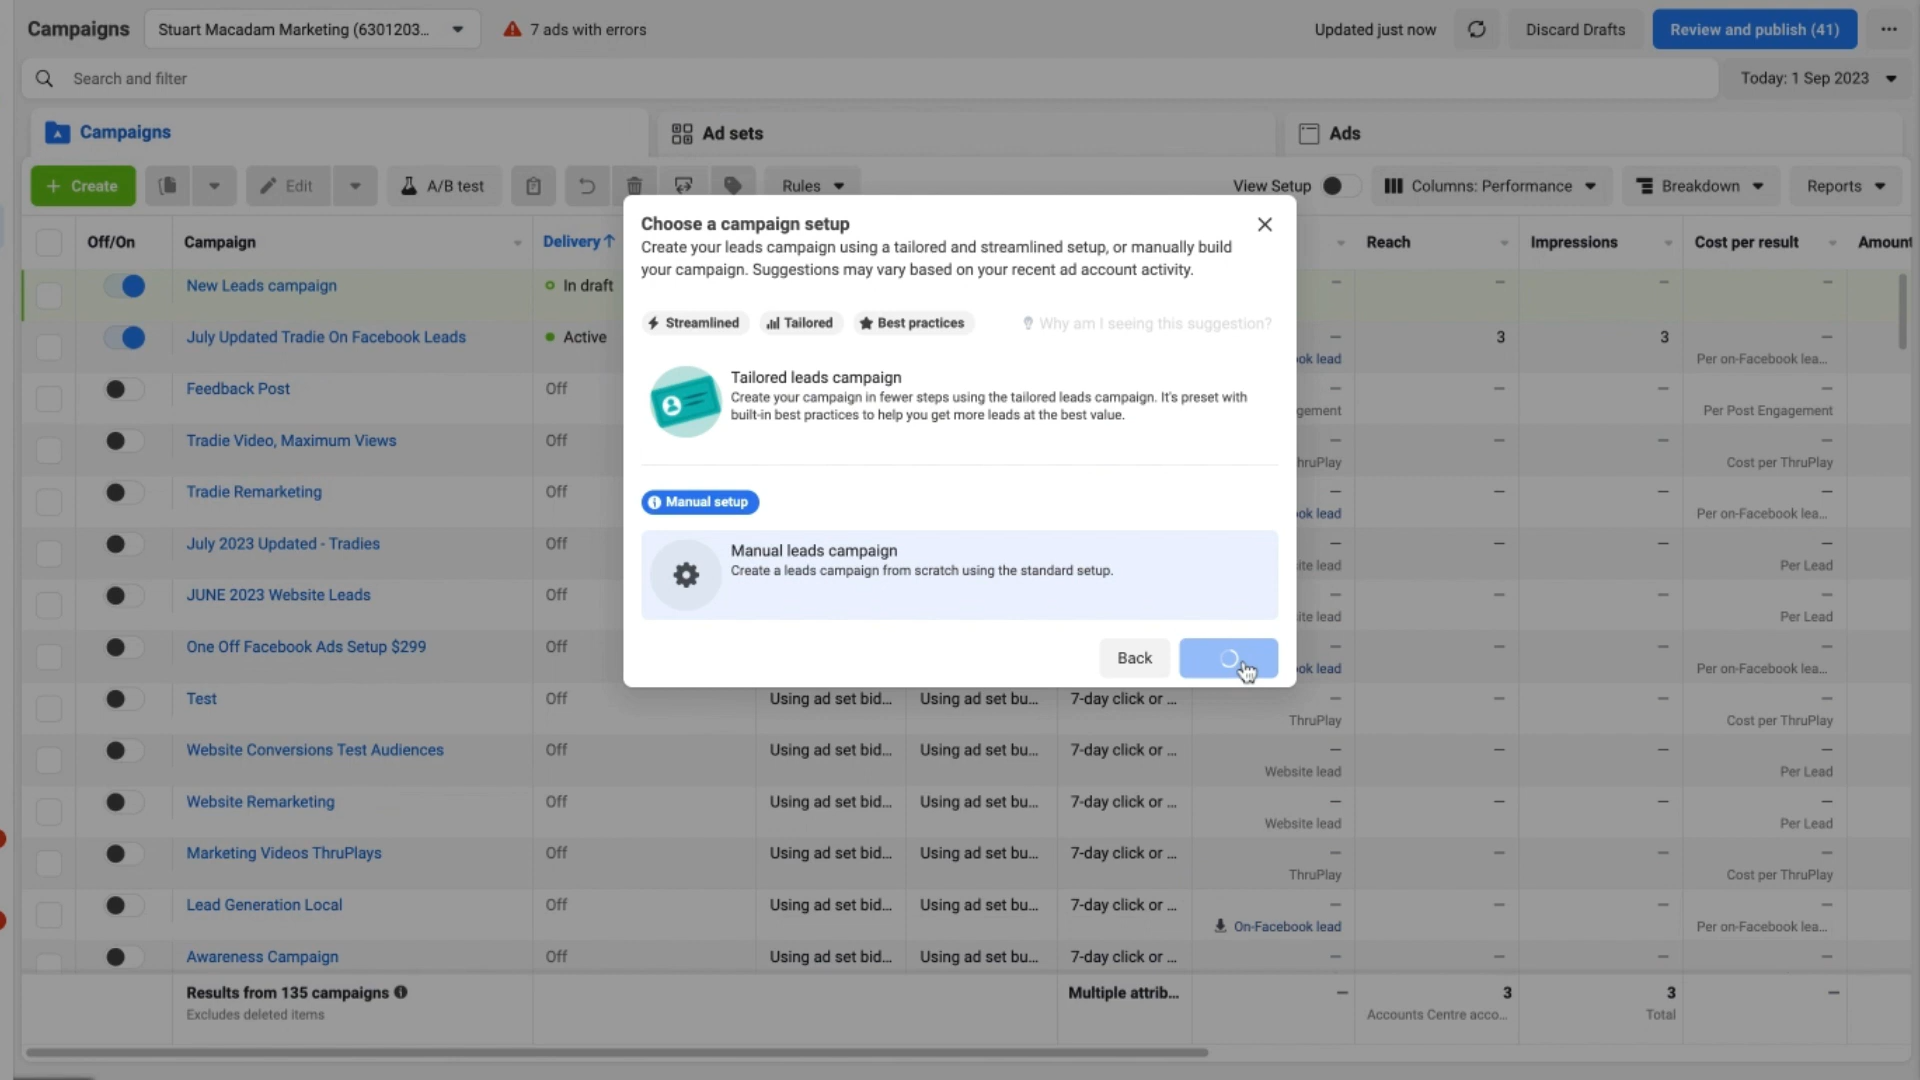 Campaigns
Stuart Macadam Marketing (6301203...
7 ads with errors
Updated just now
Discard Drafts
Review and publish (41)
Search and filter
Today: 1 Sep 2023
Campaigns
Ad sets
Ads
+ Create
Edit
A/B test
Rules
View Setup
Columns: Performance
Breakdown
Reports
Off/On
Campaign
Delivery ↑
Reach
Impressions
Cost per result
Amount
Choose a campaign setup
Create your leads campaign using a tailored and streamlined setup, or manually build
your campaign. Suggestions may vary based on your recent ad account activity.
Streamlined
Tailored
Best practices
Why am I seeing this suggestion?
Tailored leads campaign
Create your campaign in fewer steps using the tailored leads campaign. It's preset with
built-in best practices to help you get more leads at the best value.
Manual setup
Manual leads campaign
Create a leads campaign from scratch using the standard setup.
Back
New Leads campaign
In draft
— — — —
July Updated Tradie On Facebook Leads
Active
— 3 3 —
ok lead
Per on-Facebook lea...
Feedback Post
Off
— — — —
gement
Per Post Engagement
Tradie Video, Maximum Views
Off
— — — —
hruPlay
Cost per ThruPlay
Tradie Remarketing
Off
— — — —
ok lead
Per on-Facebook lea...
July 2023 Updated - Tradies
Off
— — — —
ite lead
Per Lead
JUNE 2023 Website Leads
Off
— — — —
ite lead
Per Lead
One Off Facebook Ads Setup $299
Off
— — — —
ok lead
Per on-Facebook lea...
Test
Off
Using ad set bid...
Using ad set bu...
7-day click or ...
— — — —
ThruPlay
Cost per ThruPlay
Website Conversions Test Audiences
Off
Using ad set bid...
Using ad set bu...
7-day click or ...
— — — —
Website lead
Per Lead
Website Remarketing
Off
Using ad set bid...
Using ad set bu...
7-day click or ...
— — — —
Website lead
Per Lead
Marketing Videos ThruPlays
Off
Using ad set bid...
Using ad set bu...
7-day click or ...
— — — —
ThruPlay
Cost per ThruPlay
Lead Generation Local
Off
Using ad set bid...
Using ad set bu...
7-day click or ...
— — — —
On-Facebook lead
Per on-Facebook lea...
Awareness Campaign
Off
Using ad set bid...
Using ad set bu...
7-day click or ...
— — — —
Results from 135 campaigns
Excludes deleted items
Multiple attrib...
— 3 3 —
Accounts Centre acco...
Total